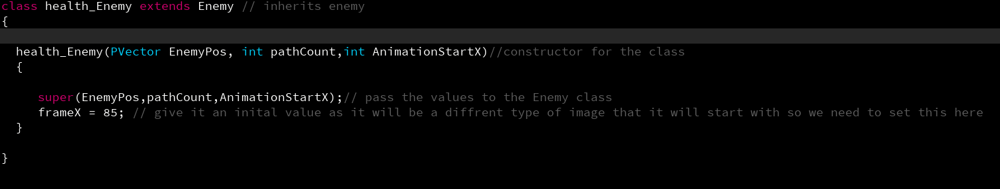 class health_Enemy extends Enemy // inherits enemy
{
health_Enemy(PVector EnemyPos, int pathCount,int AnimationStartX)//constructor for the class
{
super(EnemyPos,pathCount,AnimationStartX);// pass the values to the Enemy class
frameX = 85; // give it an inital value as it will be a diffrent type of image that it will start with so we need to set this here
}
}